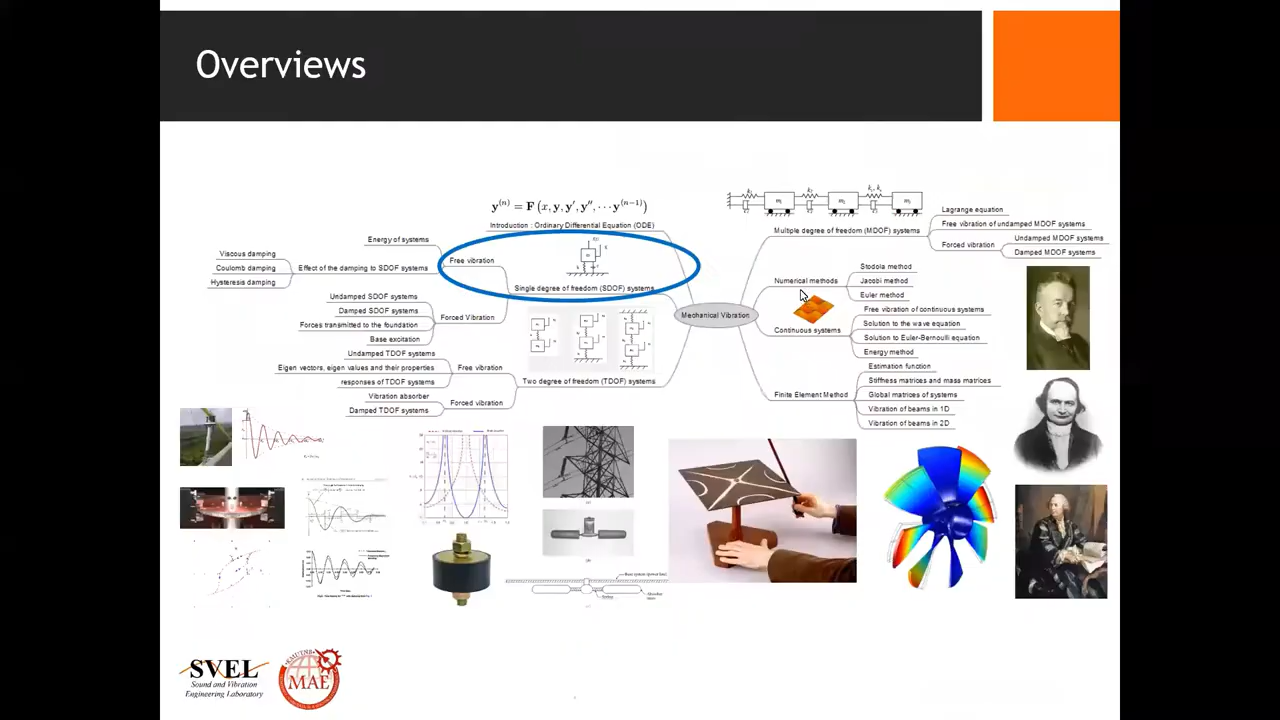 Overviews
y(n) = F (x, y, y′, y″, ⋯ y(n−1))
Introduction : Ordinary Differential Equation (ODE)
Energy of systems
Free vibration
Viscous damping
Coulomb damping
Hysteresis damping
Effect of the damping to SDOF systems
Single degree of freedom (SDOF) systems
Undamped SDOF systems
Damped SDOF systems
Forces transmitted to the foundation
Base excitation
Forced Vibration
Undamped TDOF systems
Eigen vectors, eigen values and their properties
responses of TDOF systems
Free vibration
Two degree of freedom (TDOF) systems
Vibration absorber
Damped TDOF systems
Forced vibration
Mechanical Vibration
m1
m2
m3
Multiple degree of freedom (MDOF) systems
Lagrange equation
Free vibration of undamped MDOF systems
Forced vibration
Undamped MDOF systems
Damped MDOF systems
Numerical methods
Stodola method
Jacobi method
Euler method
Continuous systems
Free vibration of continuous systems
Solution to the wave equation
Solution to Euler-Bernoulli equation
Energy method
Finite Element Method
Estimation function
Stiffness matrices and mass matrices
Global matrices of systems
Vibration of beams in 1D
Vibration of beams in 2D
SVEL
Sound and Vibration
Engineering Laboratory
KMUTNB
MAE